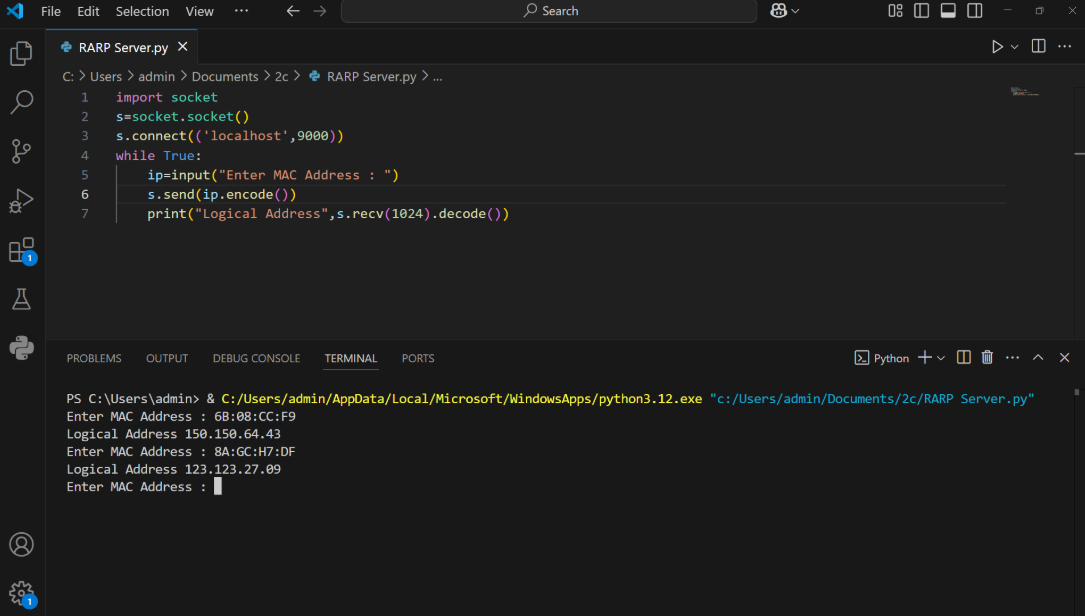 File Edit Selection View ··· Search
RARP Server.py
C: > Users > admin > Documents > 2c > RARP Server.py > ...
1 import socket
2 s=socket.socket()
3 s.connect(('localhost',9000))
4 while True:
5 ip=input("Enter MAC Address : ")
6 s.send(ip.encode())
7 print("Logical Address",s.recv(1024).decode())
1
PROBLEMS OUTPUT DEBUG CONSOLE TERMINAL PORTS Python
PS C:\Users\admin> & C:/Users/admin/AppData/Local/Microsoft/WindowsApps/python3.12.exe "c:/Users/admin/Documents/2c/RARP Server.py"
Enter MAC Address : 6B:08:CC:F9
Logical Address 150.150.64.43
Enter MAC Address : 8A:GC:H7:DF
Logical Address 123.123.27.09
Enter MAC Address :
1